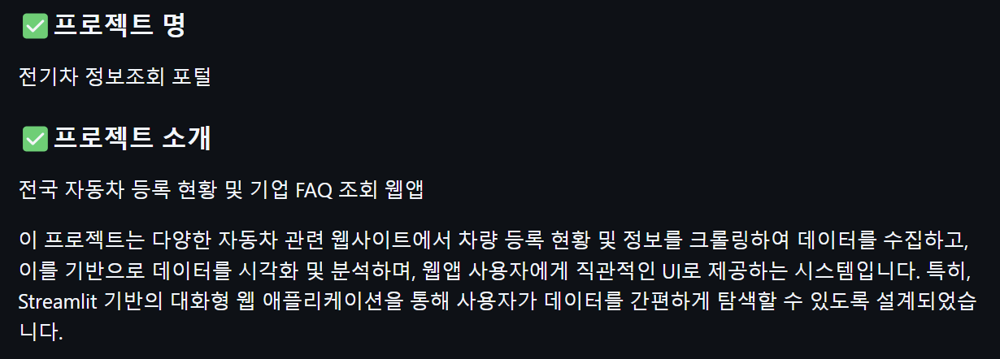 ✅프로젝트 명
전기차 정보조회 포털
✅프로젝트 소개
전국 자동차 등록 현황 및 기업 FAQ 조회 웹앱
이 프로젝트는 다양한 자동차 관련 웹사이트에서 차량 등록 현황 및 정보를 크롤링하여 데이터를 수집하고,
이를 기반으로 데이터를 시각화 및 분석하며, 웹앱 사용자에게 직관적인 UI로 제공하는 시스템입니다. 특히,
Streamlit 기반의 대화형 웹 애플리케이션을 통해 사용자가 데이터를 간편하게 탐색할 수 있도록 설계되었습
니다.